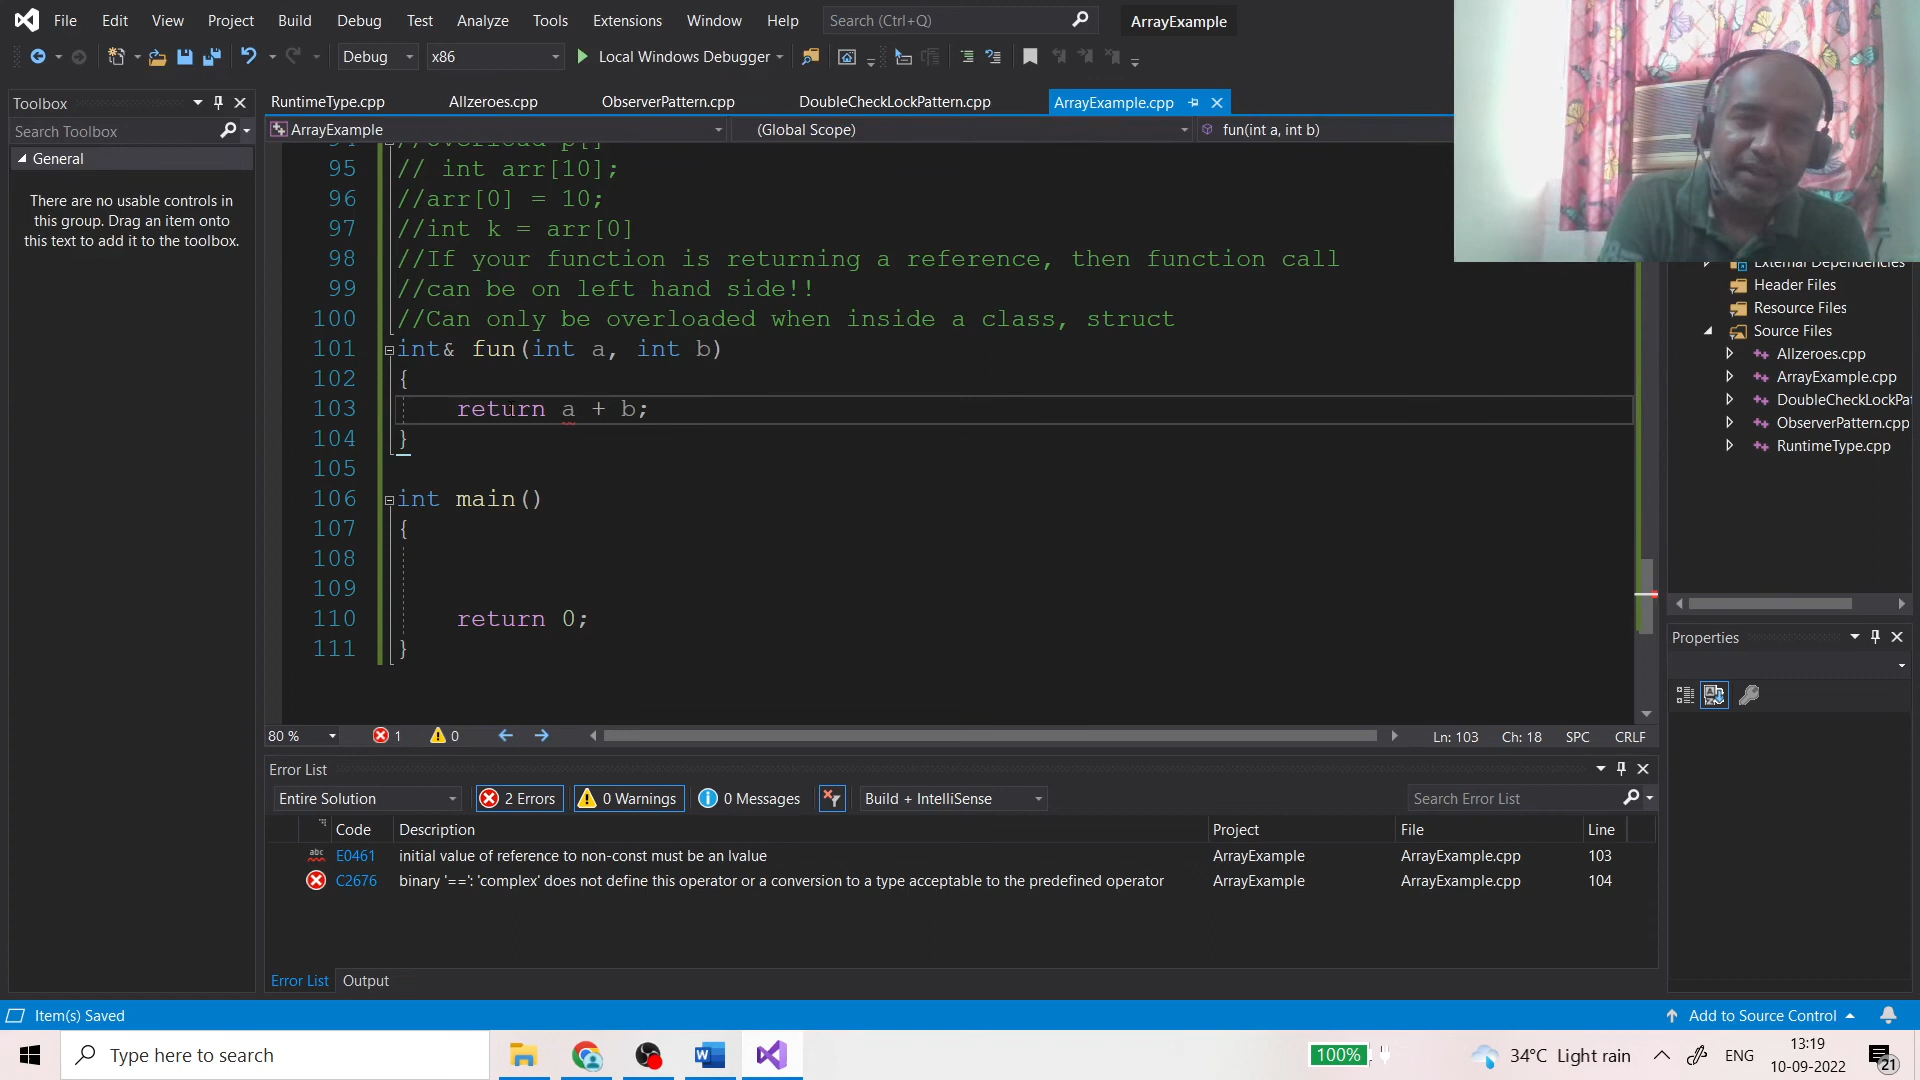 File Edit View Project Build Debug Test Analyze Tools Extensions Window Help Search (Ctrl+Q) ArrayExample
Debug x86 Local Windows Debugger
Toolbox
RuntimeType.cpp Allzeroes.cpp ObserverPattern.cpp DoubleCheckLockPattern.cpp ArrayExample.cpp
Search Toolbox
ArrayExample (Global Scope) fun(int a, int b)
General
There are no usable controls in
this group. Drag an item onto
this text to add it to the toolbox.
95 // int arr[10];
96 //arr[0] = 10;
97 //int k = arr[0]
98 //If your function is returning a reference, then function call
99 //can be on left hand side!!
100 //Can only be overloaded when inside a class, struct
101 int& fun(int a, int b)
102 {
103 return a + b;
104 }
105
106 int main()
107 {
108
109
110 return 0;
111 }
External Dependencies
Header Files
Resource Files
Source Files
Allzeroes.cpp
ArrayExample.cpp
DoubleCheckLockPat
ObserverPattern.cpp
RuntimeType.cpp
Properties
80 % 1 0 Ln: 103 Ch: 18 SPC CRLF
Error List
Entire Solution 2 Errors 0 Warnings 0 Messages Build + IntelliSense Search Error List
Code Description Project File Line
abc E0461 initial value of reference to non-const must be an lvalue ArrayExample ArrayExample.cpp 103
C2676 binary '==': 'complex' does not define this operator or a conversion to a type acceptable to the predefined operator ArrayExample ArrayExample.cpp 104
Error List Output
Item(s) Saved Add to Source Control
Type here to search 100% 34°C Light rain ENG 13:19
10-09-2022 21